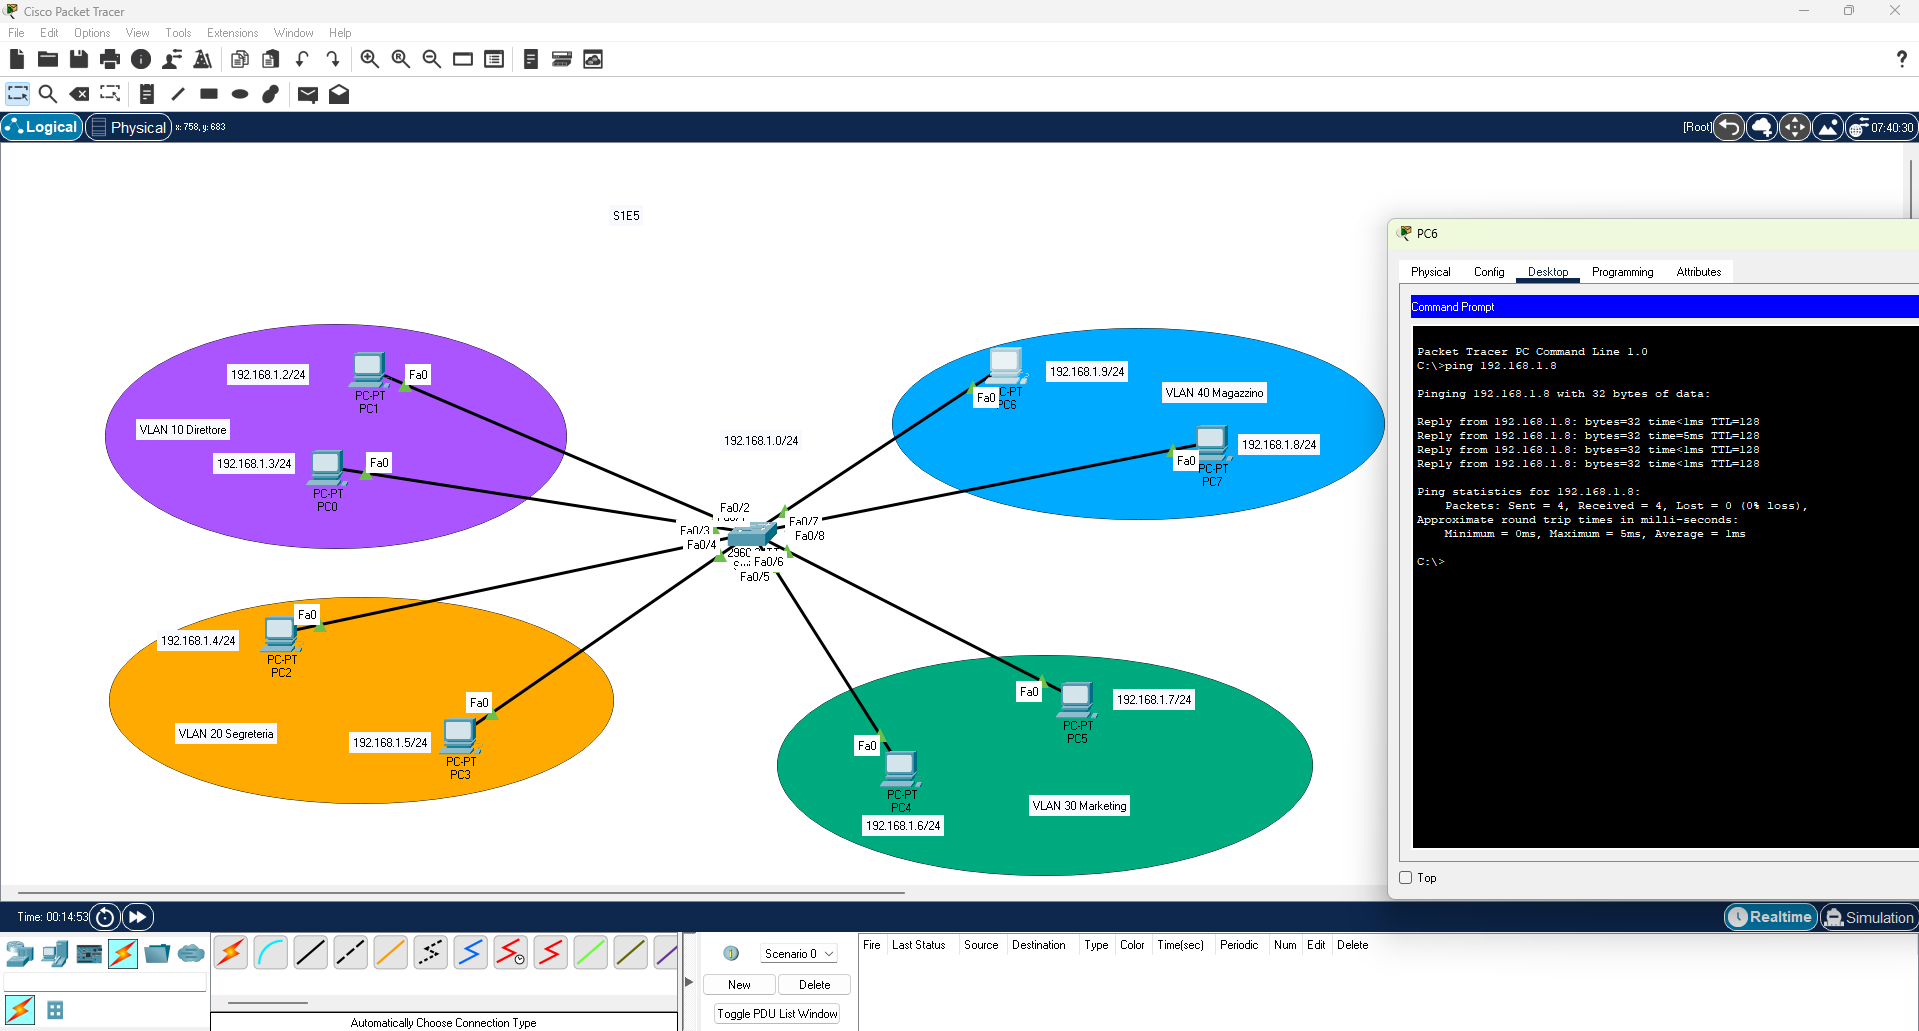 Cisco Packet Tracer
File Edit Options View Tools Extensions Window Help
?
Logical Physical x: 758, y: 683 [Root] 07:40:30
S1E5
192.168.1.2/24
Fa0
PC-PT
PC1
VLAN 10 Direttore
192.168.1.3/24
Fa0
PC-PT
PC0
192.168.1.0/24
192.168.1.9/24
Fa0
PC-PT
PC6
VLAN 40 Magazzino
192.168.1.8/24
Fa0
PC-PT
PC7
Fa0/2
Fa0/3
Fa0/4
Fa0/7
Fa0/8
Fa0/6
Fa0/5
Fa0
192.168.1.4/24
PC-PT
PC2
VLAN 20 Segreteria
Fa0
192.168.1.5/24
PC-PT
PC3
Fa0
192.168.1.7/24
PC-PT
PC5
Fa0
PC-PT
PC4
192.168.1.6/24
VLAN 30 Marketing
PC6
Physical Config Desktop Programming Attributes
Command Prompt
Packet Tracer PC Command Line 1.0
C:\>ping 192.168.1.8
Pinging 192.168.1.8 with 32 bytes of data:
Reply from 192.168.1.8: bytes=32 time<1ms TTL=128
Reply from 192.168.1.8: bytes=32 time=5ms TTL=128
Reply from 192.168.1.8: bytes=32 time<1ms TTL=128
Reply from 192.168.1.8: bytes=32 time<1ms TTL=128
Ping statistics for 192.168.1.8:
Packets: Sent = 4, Received = 4, Lost = 0 (0% loss),
Approximate round trip times in milli-seconds:
Minimum = 0ms, Maximum = 5ms, Average = 1ms
C:\>
Top
Time: 00:14:53
Realtime Simulation
Scenario 0
New Delete
Toggle PDU List Window
Fire Last Status Source Destination Type Color Time(sec) Periodic Num Edit Delete
Automatically Choose Connection Type